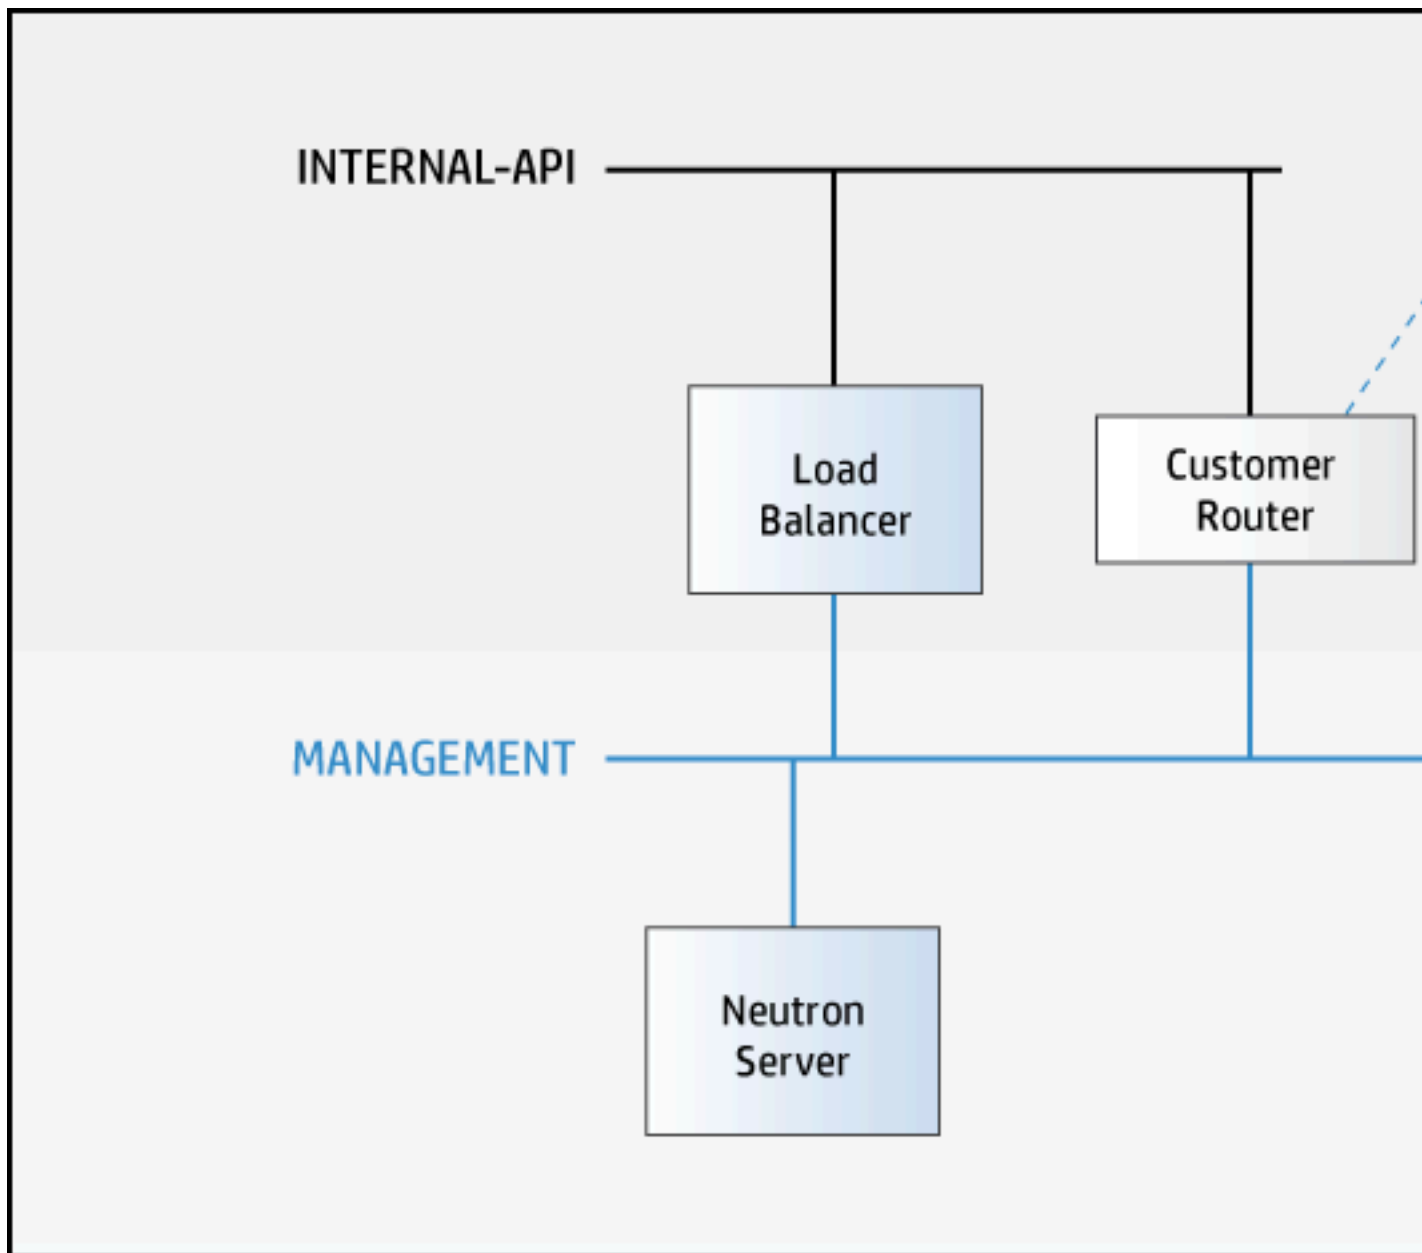 INTERNAL-API
Load
Balancer
Customer
Router
MANAGEMENT
Neutron
Server